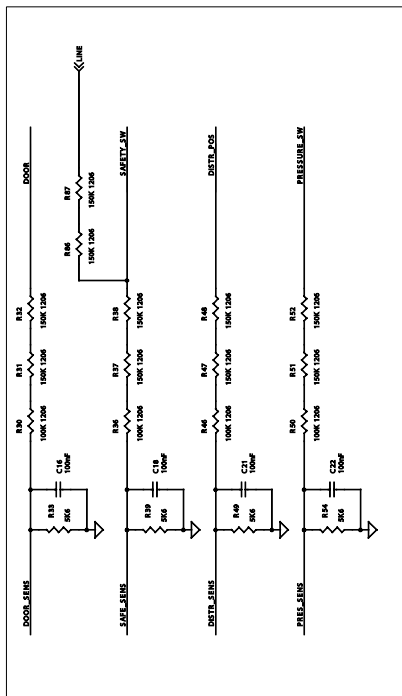 LINE
R87
150K 1206
R86
150K 1206
DOOR
R32
150K 1206
R31
150K 1206
R30
100K 1206
C16
100nF
R33
5K6
DOOR_SENS
SAFETY_SW
R38
150K 1206
R37
150K 1206
R36
100K 1206
C18
100nF
R39
5K6
SAFE_SENS
DISTR_POS
R48
150K 1206
R47
150K 1206
R46
100K 1206
C21
100nF
R49
5K6
DISTR_SENS
PRESSURE_SW
R52
150K 1206
R51
150K 1206
R50
100K 1206
C22
100nF
R54
5K6
PRES_SENS